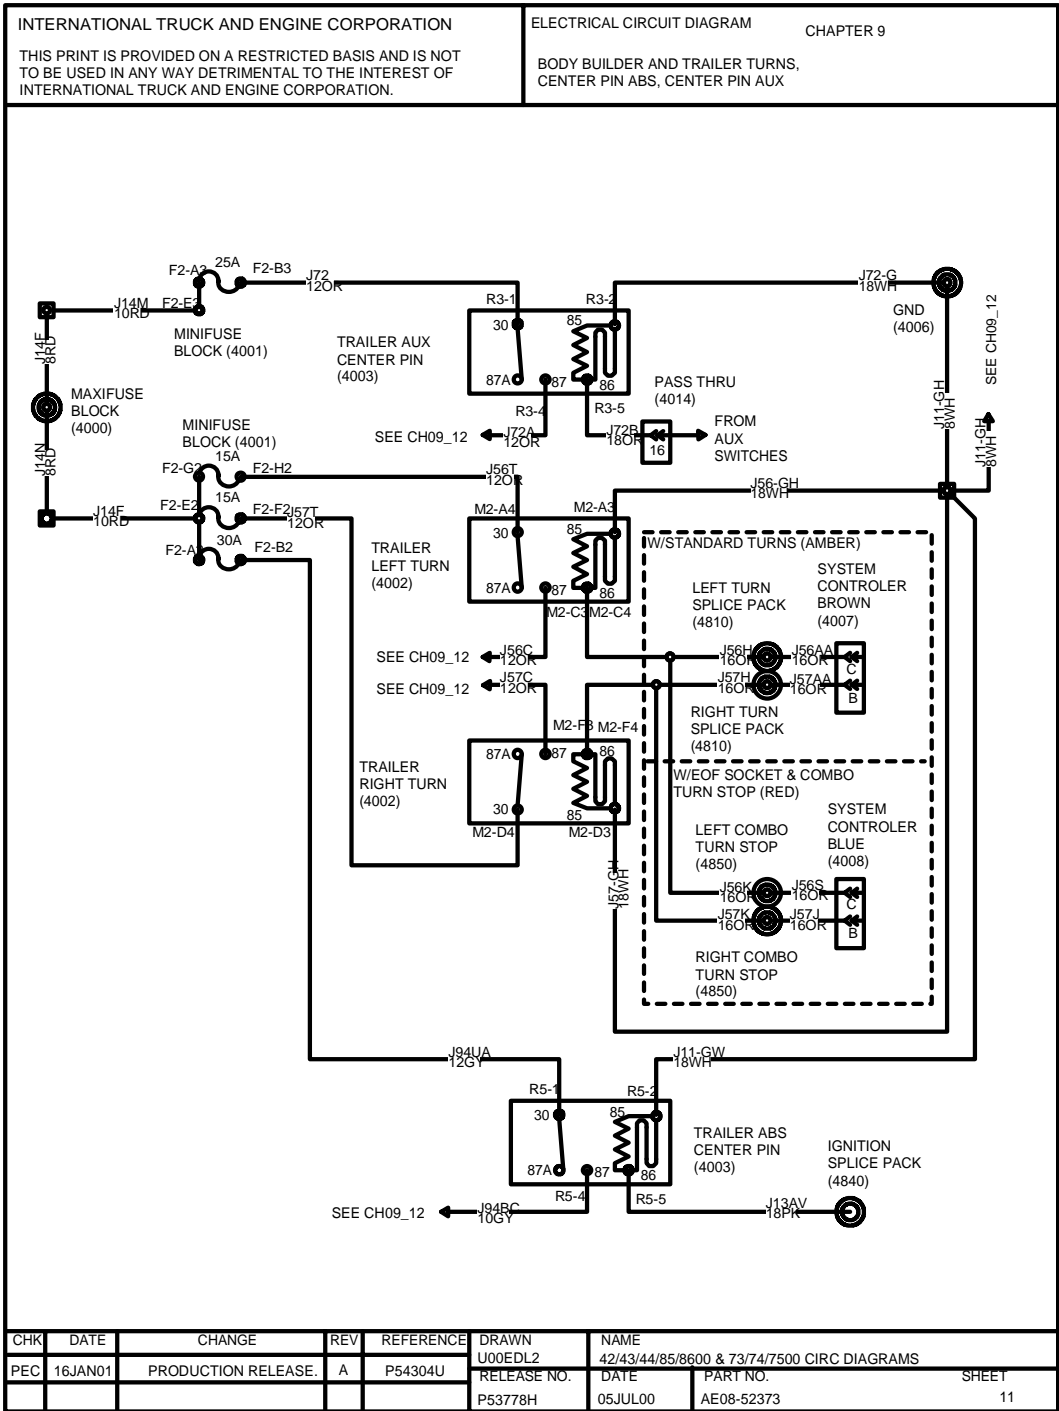 INTERNATIONAL TRUCK AND ENGINE CORPORATION
THIS PRINT IS PROVIDED ON A RESTRICTED BASIS AND IS NOT
TO BE USED IN ANY WAY DETRIMENTAL TO THE INTEREST OF
INTERNATIONAL TRUCK AND ENGINE CORPORATION.
ELECTRICAL CIRCUIT DIAGRAM
CHAPTER 9
BODY BUILDER AND TRAILER TURNS,
CENTER PIN ABS, CENTER PIN AUX
F2-A3
25A
F2-B3
J72
12OR
J14M
10RD
F2-E3
MINIFUSE
BLOCK (4001)
J14E
8RD
MAXIFUSE
BLOCK
(4000)
J14N
8RD
R3-1
R3-2
30
85
87A
87
86
TRAILER AUX
CENTER PIN
(4003)
R3-4
R3-5
SEE CH09_12
J72A
12OR
J72B
18OR
16
PASS THRU
(4014)
FROM
AUX
SWITCHES
J72-G
18WH
GND
(4006)
SEE CH09_12
J11-GH
8WH
J11-GH
8WH
MINIFUSE
BLOCK (4001)
15A
F2-G2
F2-H2
J56T
12OR
15A
F2-E2
F2-F2
J57T
12OR
J14F
10RD
30A
F2-A
F2-B2
M2-A4
M2-A3
J56-GH
18WH
30
85
87A
87
86
TRAILER
LEFT TURN
(4002)
M2-C3
M2-C4
SEE CH09_12
J56C
12OR
SEE CH09_12
J57C
12OR
W/STANDARD TURNS (AMBER)
LEFT TURN
SPLICE PACK
(4810)
SYSTEM
CONTROLER
BROWN
(4007)
J56H
16OR
J56AA
16OR
C
J57H
16OR
J57AA
16OR
B
RIGHT TURN
SPLICE PACK
(4810)
M2-F3
M2-F4
87A
87
86
30
85
TRAILER
RIGHT TURN
(4002)
M2-D4
M2-D3
J57-GH
18WH
W/EOF SOCKET & COMBO
TURN STOP (RED)
LEFT COMBO
TURN STOP
(4850)
SYSTEM
CONTROLER
BLUE
(4008)
J56K
16OR
J56S
16OR
C
J57K
16OR
J57J
16OR
B
RIGHT COMBO
TURN STOP
(4850)
J94UA
12GY
J11-GW
18WH
R5-1
R5-2
30
85
87A
87
86
TRAILER ABS
CENTER PIN
(4003)
IGNITION
SPLICE PACK
(4840)
R5-4
R5-5
SEE CH09_12
J94BC
10GY
J13AV
18PK
CHK DATE CHANGE REV REFERENCE
PEC 16JAN01 PRODUCTION RELEASE. A P54304U
DRAWN
U00EDL2
NAME
42/43/44/85/8600 & 73/74/7500 CIRC DIAGRAMS
RELEASE NO.
P53778H
DATE
05JUL00
PART NO.
AE08-52373
SHEET
11